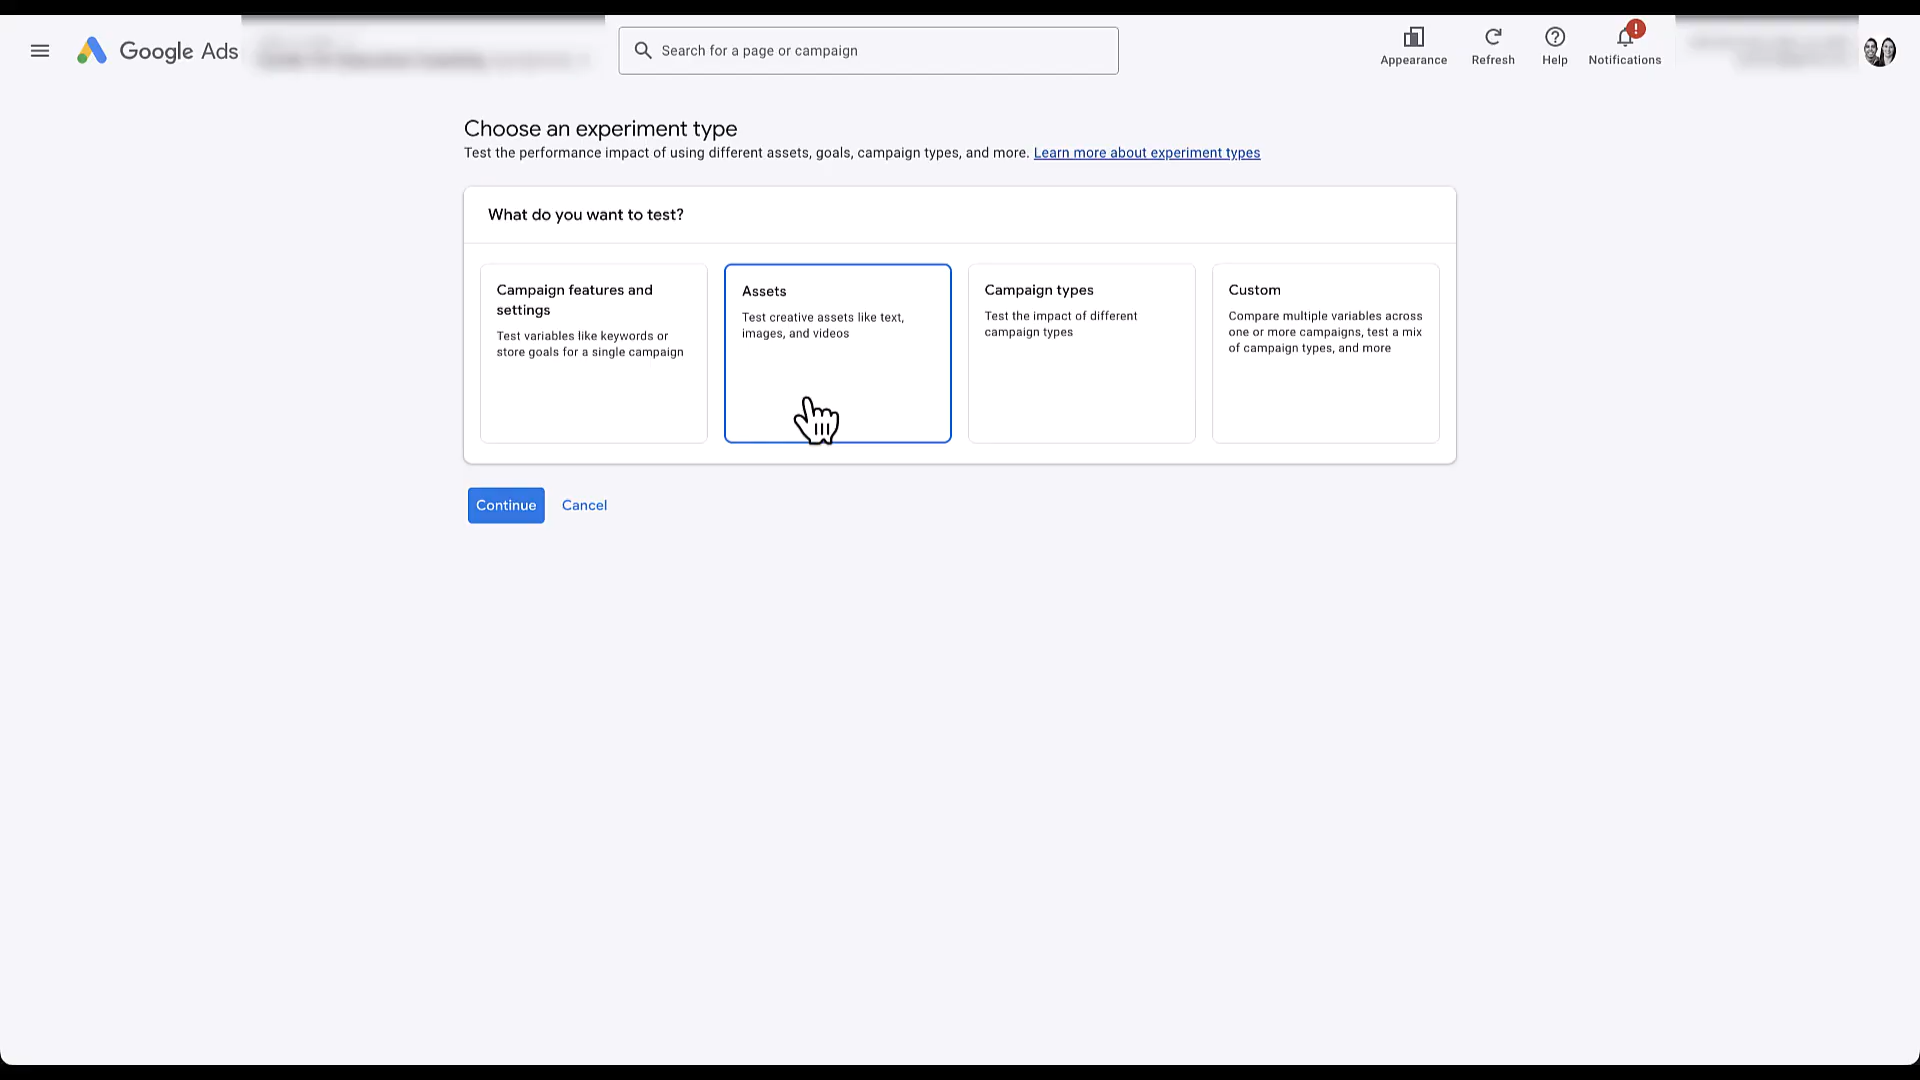 Google Ads
Search for a page or campaign
Appearance
Refresh
Help
!
Notifications
Choose an experiment type
Test the performance impact of using different assets, goals, campaign types, and more. Learn more about experiment types
What do you want to test?
Campaign features and
settings
Test variables like keywords or
store goals for a single campaign
Assets
Test creative assets like text,
images, and videos
Campaign types
Test the impact of different
campaign types
Custom
Compare multiple variables across
one or more campaigns, test a mix
of campaign types, and more
Continue
Cancel